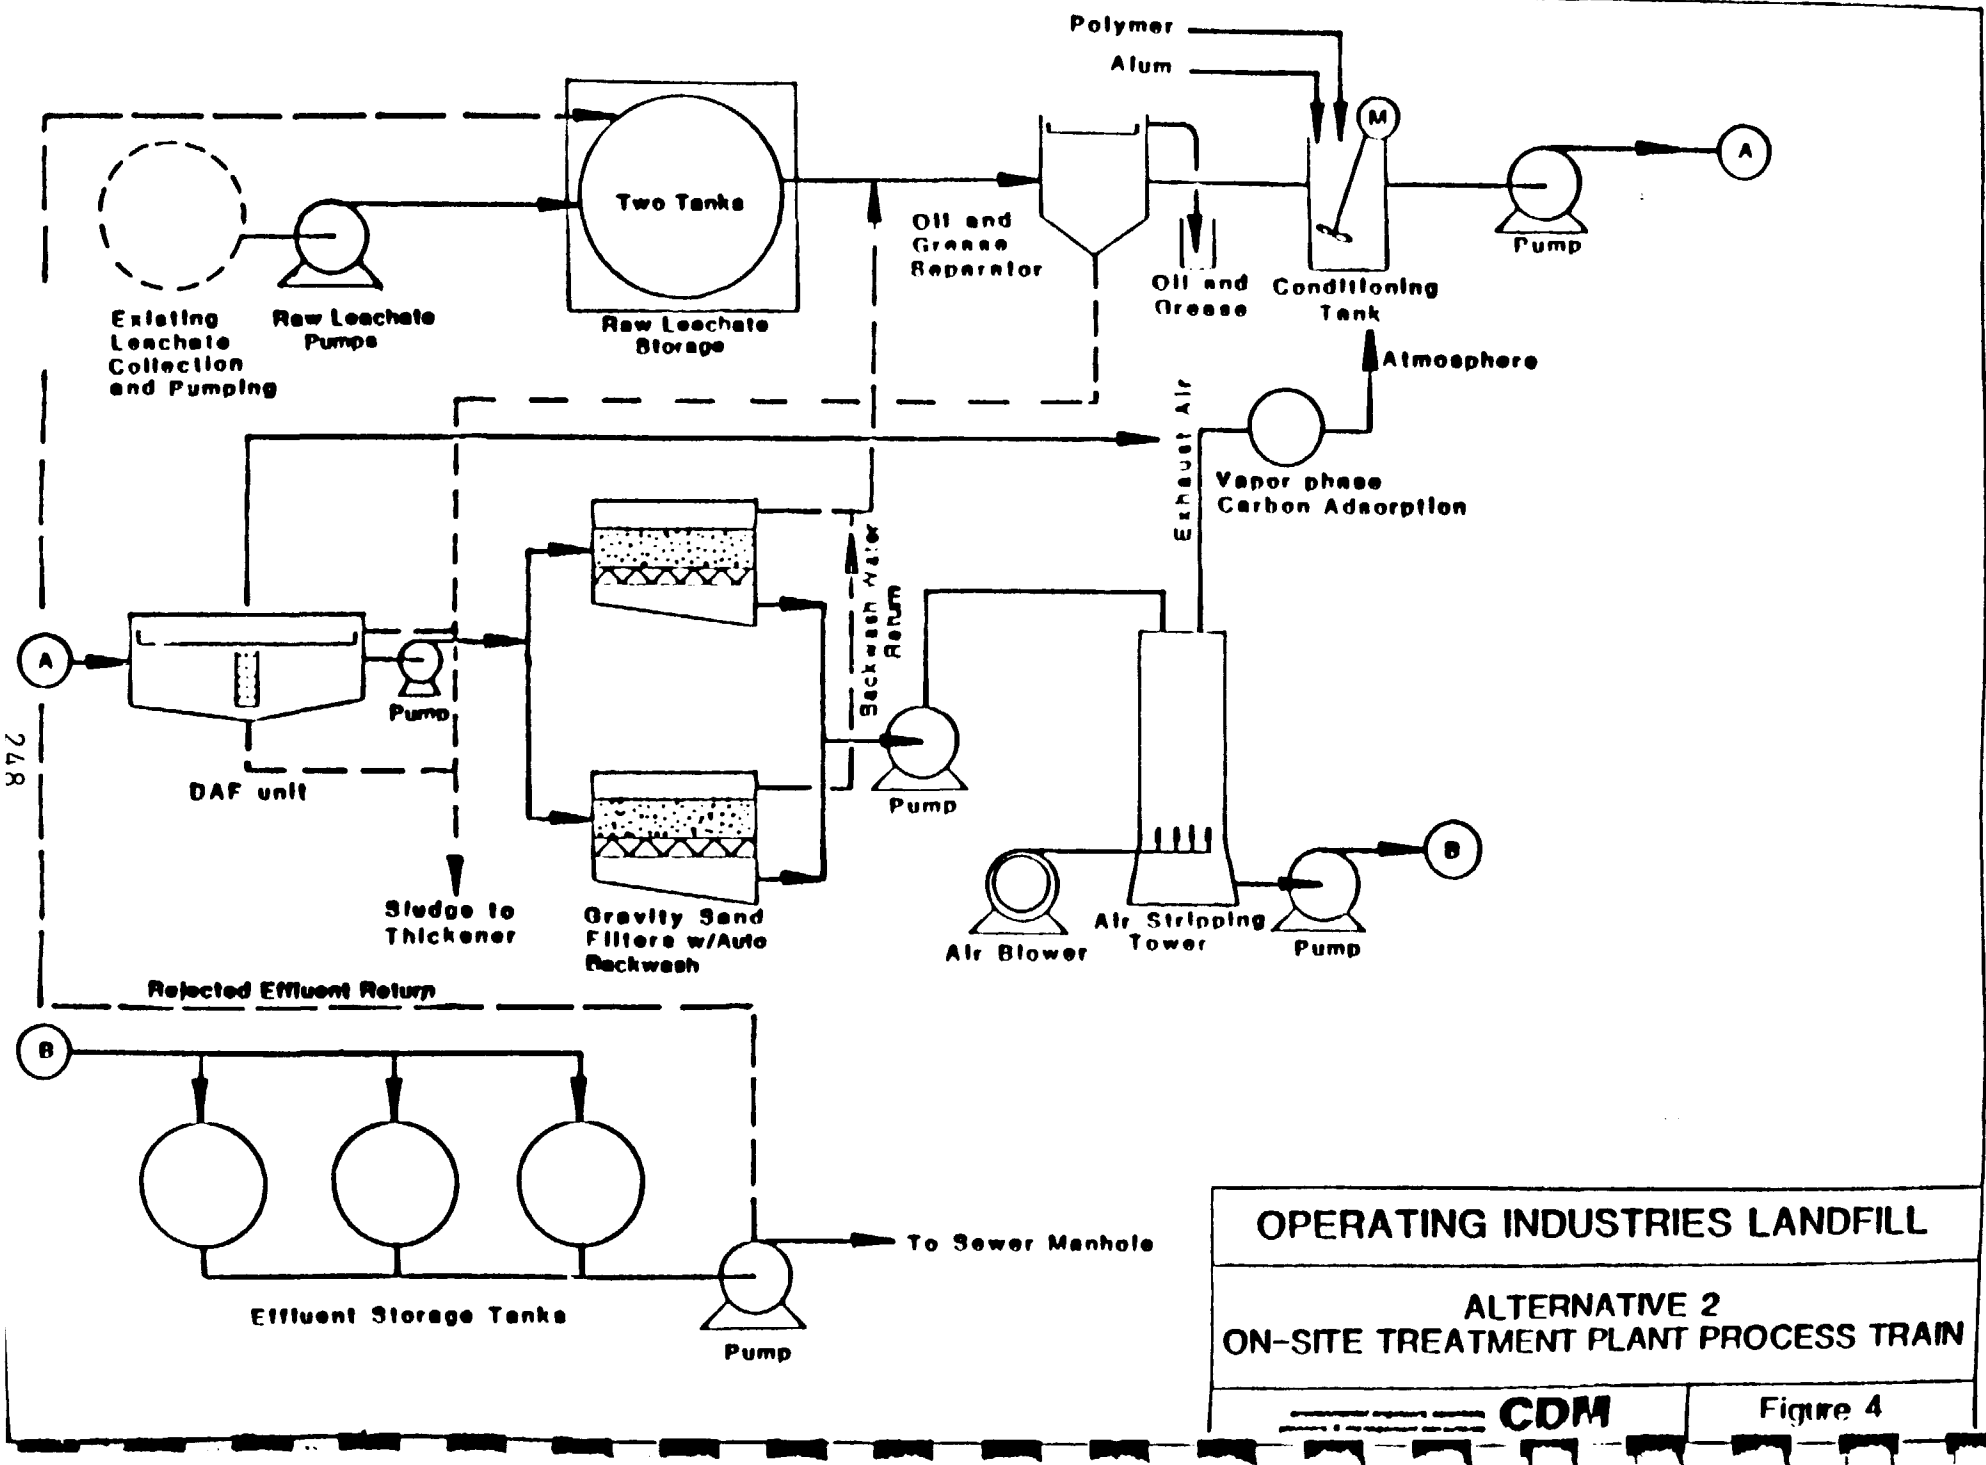 Polymer
Alum
M
A
Two Tanks
Oil and
Grease
Separator
Pump
Oil and
Grease
Conditioning
Tank
Existing
Leachate
Collection
and Pumping
Raw Leachate
Pumps
Raw Leachate
Storage
Atmosphere
Exhaust Air
Vapor phase
Carbon Adsorption
Backwash Water
Return
A
Pump
DAF unit
Pump
B
248
Sludge to
Thickener
Gravity Sand
Filters w/Auto
Backwash
Air Blower
Air Stripping
Tower
Pump
Rejected Effluent Return
B
To Sewer Manhole
Effluent Storage Tanks
Pump
OPERATING INDUSTRIES LANDFILL
ALTERNATIVE 2
ON-SITE TREATMENT PLANT PROCESS TRAIN
CDM
Figure 4